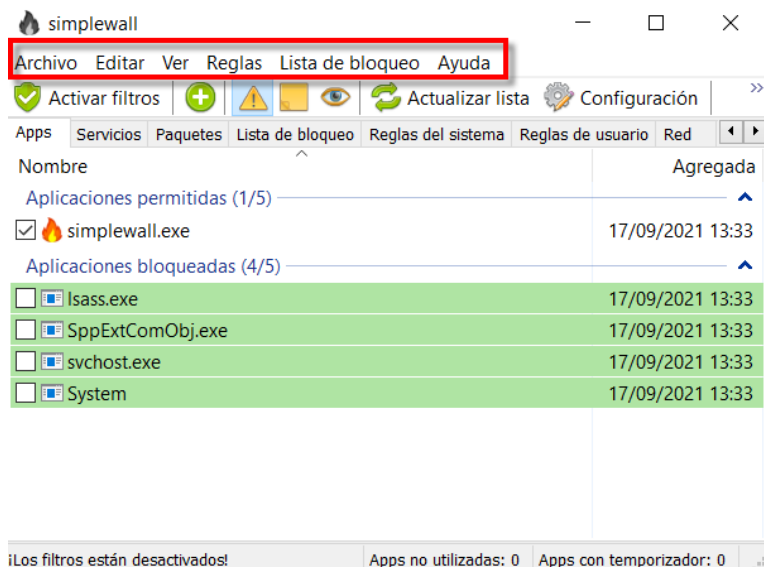 simplewall
Archivo Editar Ver Reglas Lista de bloqueo Ayuda
Activar filtros Actualizar lista Configuración »
Apps Servicios Paquetes Lista de bloqueo Reglas del sistema Reglas de usuario Red
Nombre Agregada
Aplicaciones permitidas (1/5)
simplewall.exe 17/09/2021 13:33
Aplicaciones bloqueadas (4/5)
lsass.exe 17/09/2021 13:33
SppExtComObj.exe 17/09/2021 13:33
svchost.exe 17/09/2021 13:33
System 17/09/2021 13:33
¡Los filtros están desactivados! Apps no utilizadas: 0 Apps con temporizador: 0